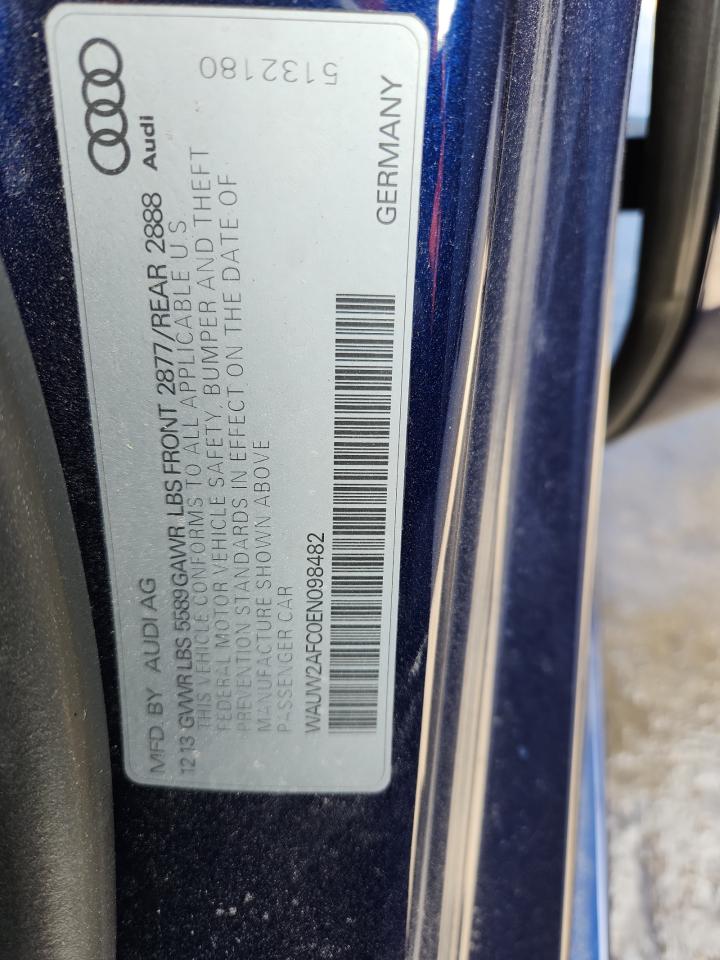 MFD BY AUDI AG
Audi
12 13 GVWR LBS 5589 GAWR LBS FRONT 2877/REAR 2888
THIS VEHICLE CONFORMS TO ALL APPLICABLE U S
FEDERAL MOTOR VEHICLE SAFETY, BUMPER AND THEFT
PREVENTION STANDARDS IN EFFECT ON THE DATE OF
MANUFACTURE SHOWN ABOVE
PASSENGER CAR
WAUW2AFC0EN098482
GERMANY
5132180